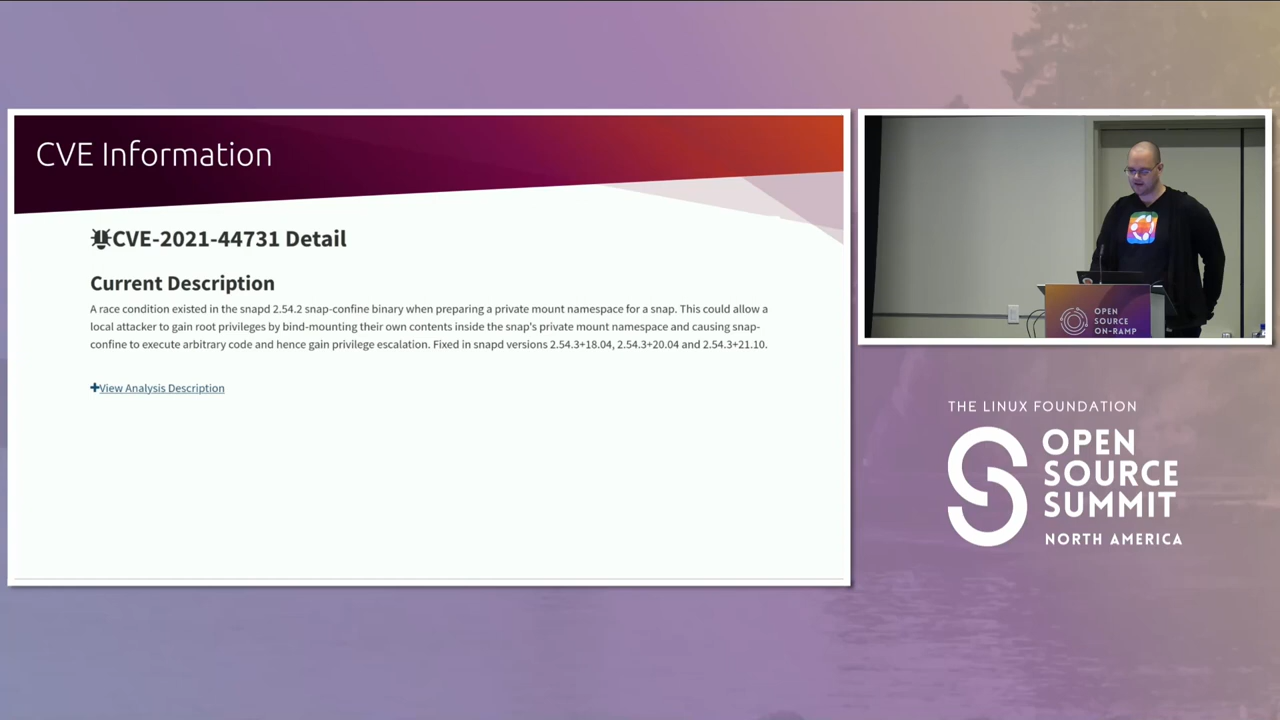 CVE Information
CVE-2021-44731 Detail
Current Description
A race condition existed in the snapd 2.54.2 snap-confine binary when preparing a private mount namespace for a snap. This could allow a
local attacker to gain root privileges by bind-mounting their own contents inside the snap's private mount namespace and causing snap-
confine to execute arbitrary code and hence gain privilege escalation. Fixed in snapd versions 2.54.3+18.04, 2.54.3+20.04 and 2.54.3+21.10.
View Analysis Description
OPEN
SOURCE
ON-RAMP
THE LINUX FOUNDATION
OPEN
SOURCE
SUMMIT
NORTH AMERICA